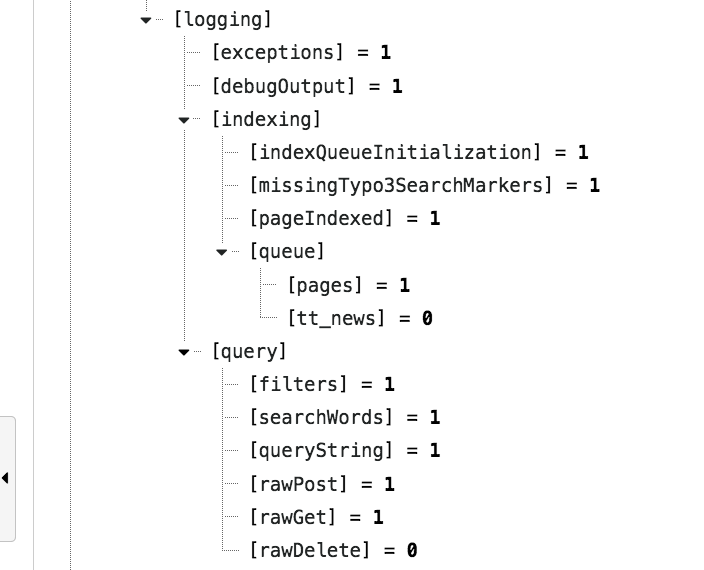 [logging]
[exceptions] = 1
[debugOutput] = 1
[indexing]
[indexQueueInitialization] = 1
[missingTypo3SearchMarkers] = 1
[pageIndexed] = 1
[queue]
[pages] = 1
[tt_news] = 0
[query]
[filters] = 1
[searchWords] = 1
[queryString] = 1
[rawPost] = 1
[rawGet] = 1
[rawDelete] = 0